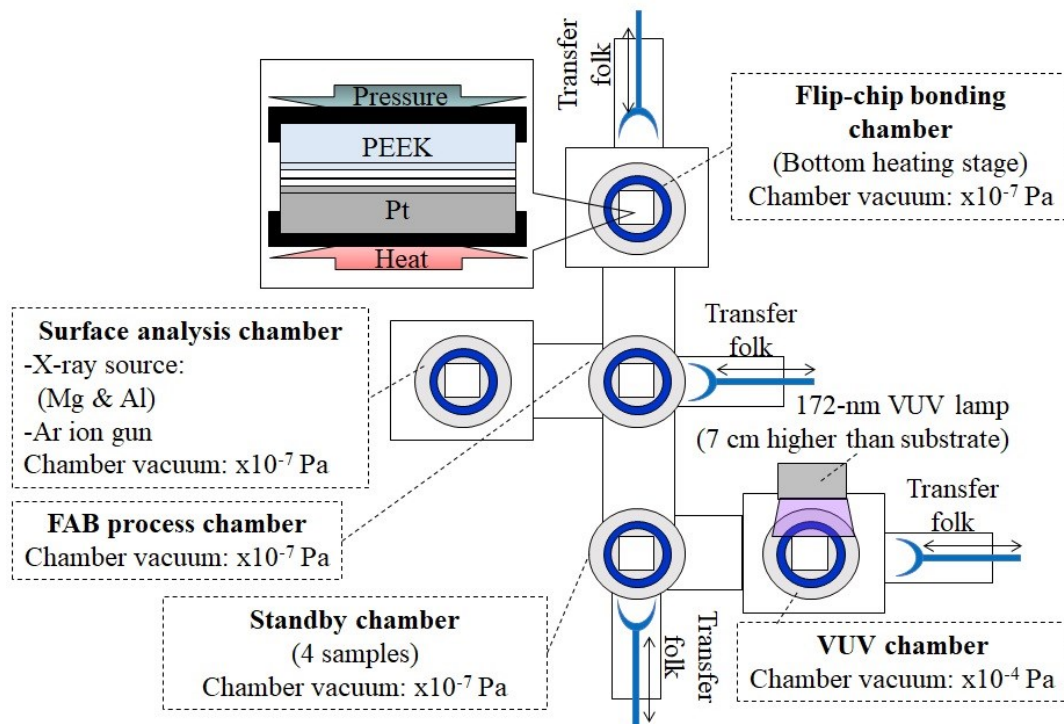 Transfer
folk
Pressure
PEEK
Pt
Heat
Flip-chip bonding
chamber
(Bottom heating stage)
Chamber vacuum: x10⁻⁷ Pa
Surface analysis chamber
-X-ray source:
(Mg & Al)
-Ar ion gun
Chamber vacuum: x10⁻⁷ Pa
Transfer
folk
172-nm VUV lamp
(7 cm higher than substrate)
Transfer
folk
FAB process chamber
Chamber vacuum: x10⁻⁷ Pa
Standby chamber
(4 samples)
Chamber vacuum: x10⁻⁷ Pa
Transfer
folk
VUV chamber
Chamber vacuum: x10⁻⁴ Pa